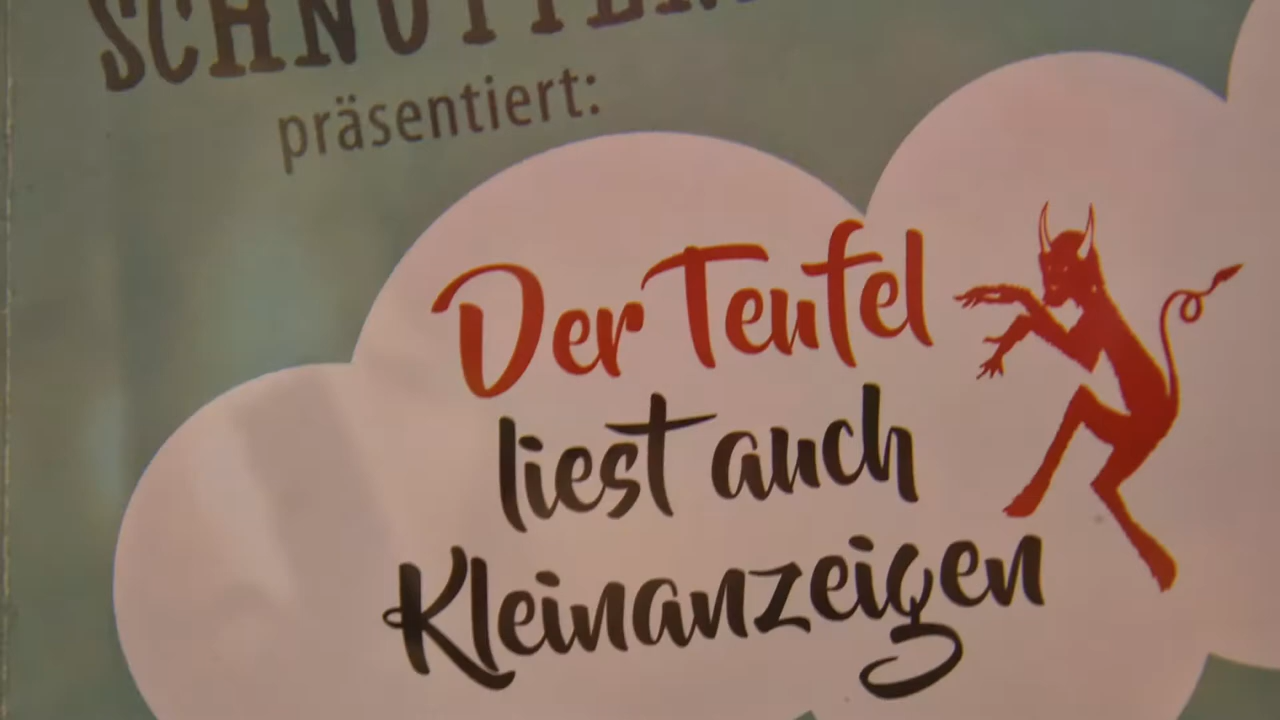 präsentiert:
Der Teufel
liest auch
Kleinanzeigen